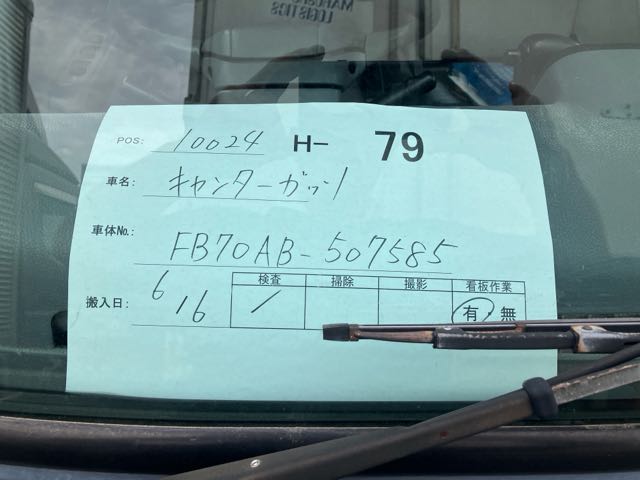 LOGISTICS
POS: 10024 H- 79
車名: キャンターガッツ
車体No.: FB70AB-507585
検査 掃除 撮影 看板作業
搬入日: 6/16 / 有・無